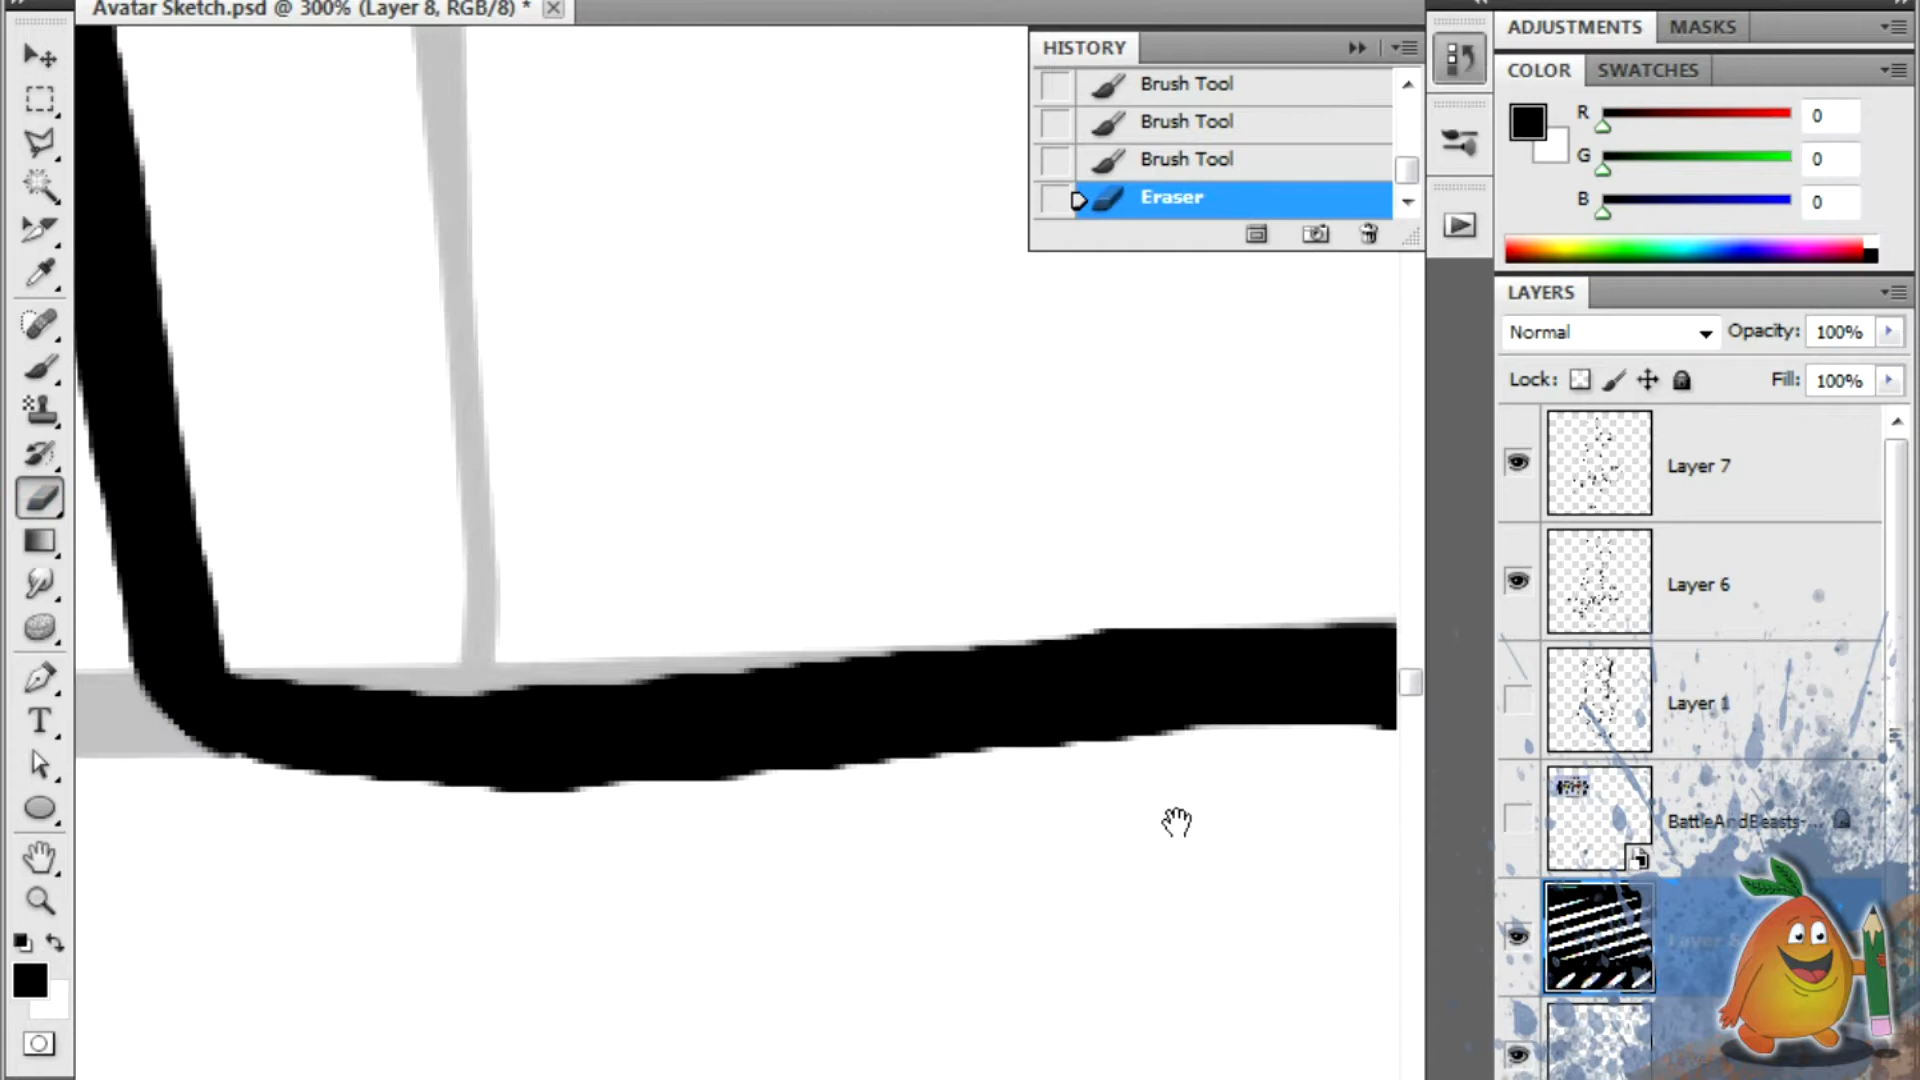 Avatar Sketch.psd @ 300% (Layer 8, RGB/8) *
HISTORY
Brush Tool
Brush Tool
Brush Tool
Eraser
ADJUSTMENTS MASKS
COLOR SWATCHES
R 0
G 0
B 0
LAYERS
Normal Opacity: 100%
Lock: Fill: 100%
Layer 7
Layer 6
Layer 1
BattleAndBeasts-...